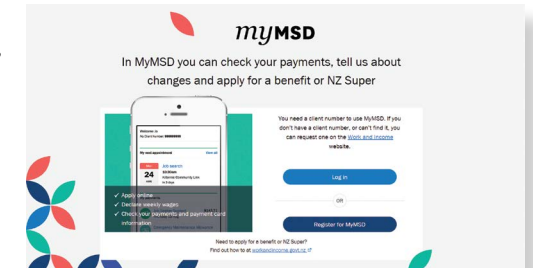 myMSD
In MyMSD you can check your payments, tell us about
changes and apply for a benefit or NZ Super
You need a client number to use MyMSD. If you
don't have a client number, or can't find it, you
can request one on the Work and Income
website.
Log in
OR
Register for MyMSD
My next appointment
View all
24
Job search
✓ Apply online
✓ Declare weekly wages
✓ Check your payments and payment card
information
Need to apply for a benefit or NZ Super?
Find out how to at workandincome.govt.nz